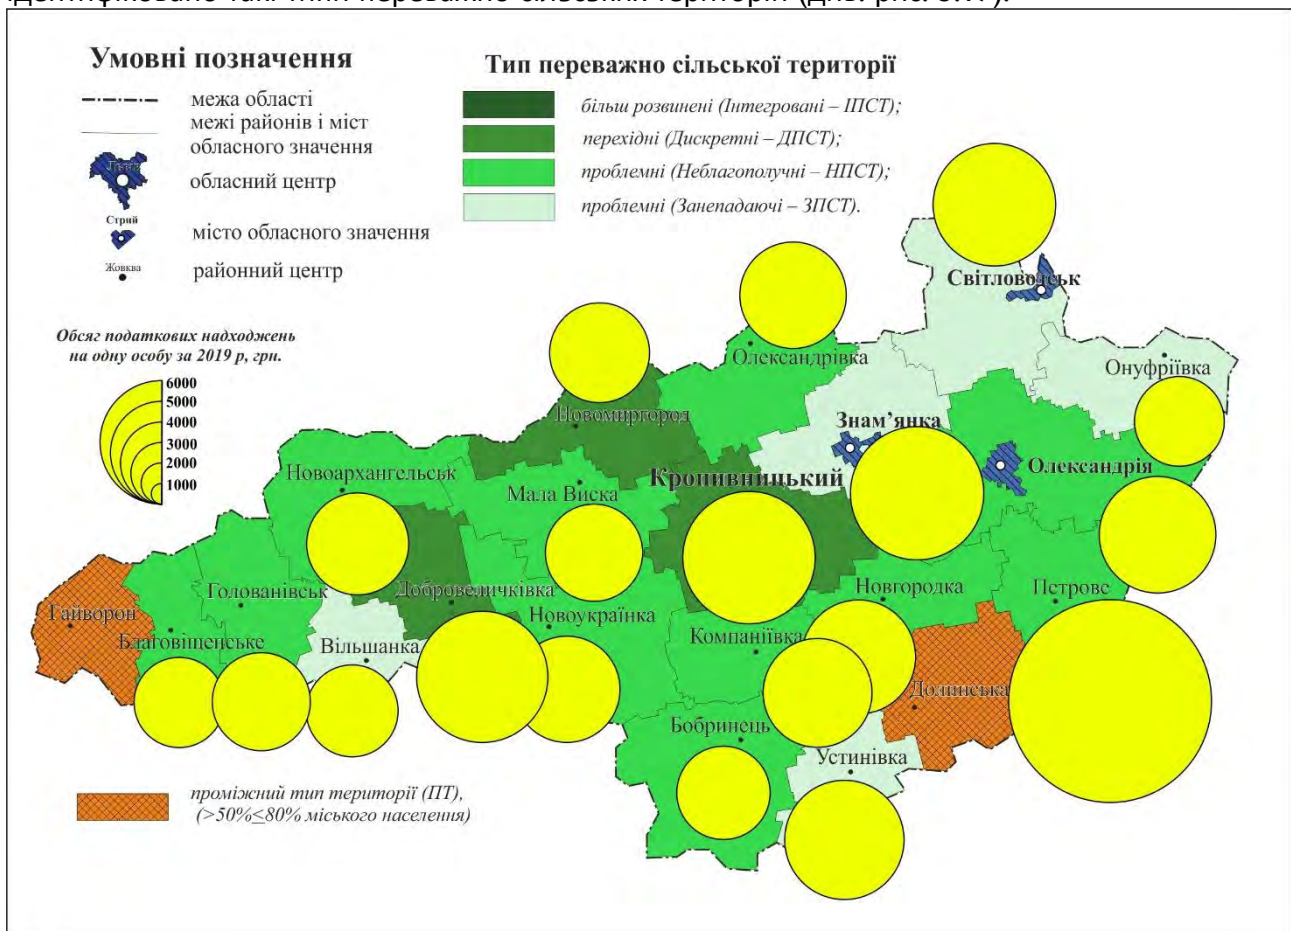 Умовні позначення
межа області
межі районів і міст
обласного значення
обласний центр
Стрий
місто обласного значення
Жовква
районний центр
Тип переважно сільської території
більш розвинені (Інтегровані – ІПСТ);
перехідні (Дискретні – ДПСТ);
проблемні (Неблагополучні – НПСТ);
проблемні (Занепадаючі – ЗПСТ).
Обсяг податкових надходжень
на одну особу за 2019 р, грн.
6000
5000
4000
3000
2000
1000
Світловодськ
Олександрівка
Онуфріївка
Новомиргород
Знам’янка
Олександрія
Новоархангельськ
Мала Виска
Кропивницький
Гайворон
Голованівськ
Добровеличківка
Новоукраїнка
Новгородка
Петрове
Благовіщенське
Вільшанка
Компаніївка
Долинська
Бобринець
Устинівка
проміжний тип території (ПТ),
(>50%≤80% міського населення)